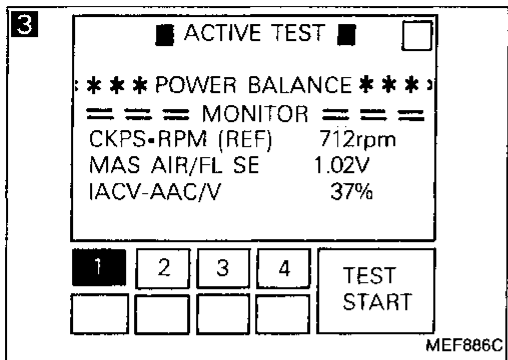 3
■ ACTIVE TEST ■
* * * POWER BALANCE * * *
= = = MONITOR = = =
CKPS•RPM (REF) 712rpm
MAS AIR/FL SE 1.02V
IACV-AAC/V 37%
1 2 3 4 TEST START
MEF886C